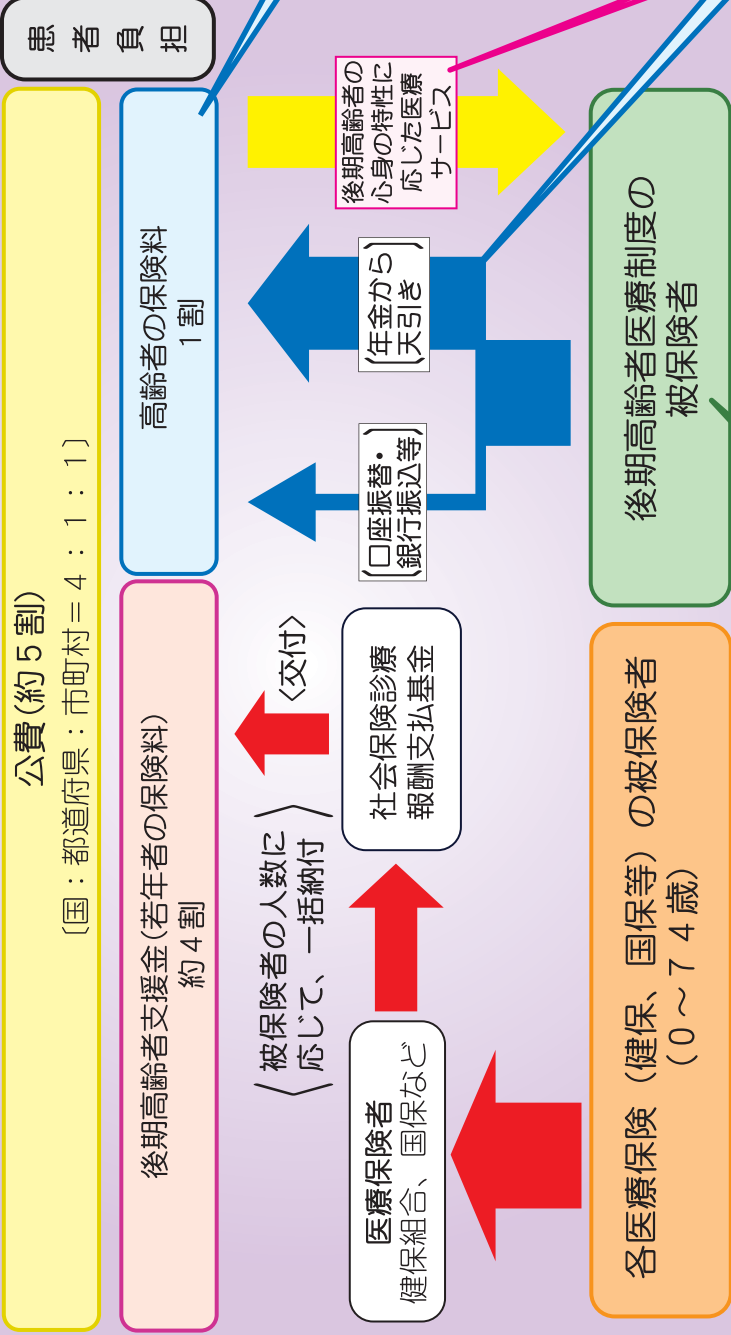 公費（約５割）
〔国：都道府県：市町村＝４：１：１〕
患者負担
後期高齢者支援金（若年者の保険料）
約４割
高齢者の保険料
１割
〈被保険者の人数に
応じて、一括納付〉
〈交付〉
（口座振替・
銀行振込等）
（年金から
天引き）
後期高齢者の
心身の特性に
応じた医療
サービス
医療保険者
健保組合、国保など
社会保険診療
報酬支払基金
各医療保険（健保、国保等）の被保険者
（０～７４歳）
後期高齢者医療制度の
被保険者